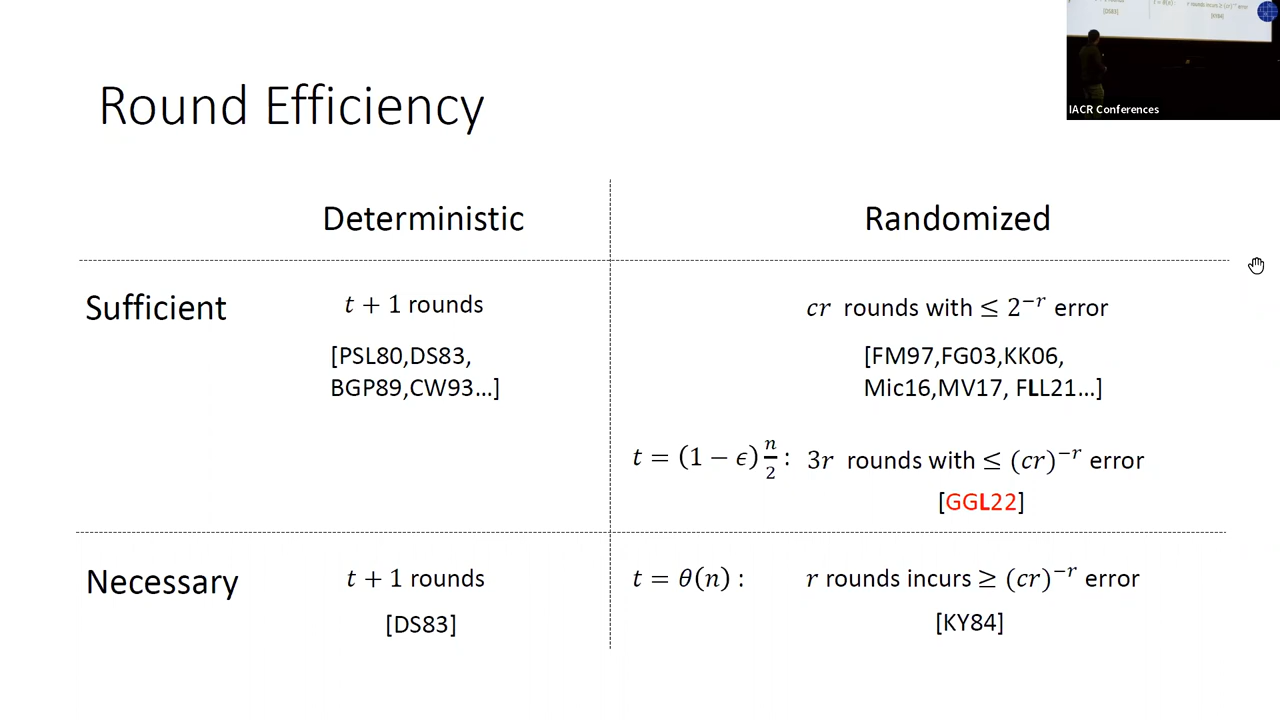 IACR Conferences
Round Efficiency
Deterministic
Randomized
Sufficient
t + 1 rounds
[PSL80,DS83,
BGP89,CW93...]
cr rounds with ≤ 2^{-r} error
[FM97,FG03,KK06,
Mic16,MV17, FLL21...]
t = (1 − ϵ) n/2 : 3r rounds with ≤ (cr)^{-r} error
[GGL22]
Necessary
t + 1 rounds
[DS83]
t = θ(n) : r rounds incurs ≥ (cr)^{-r} error
[KY84]